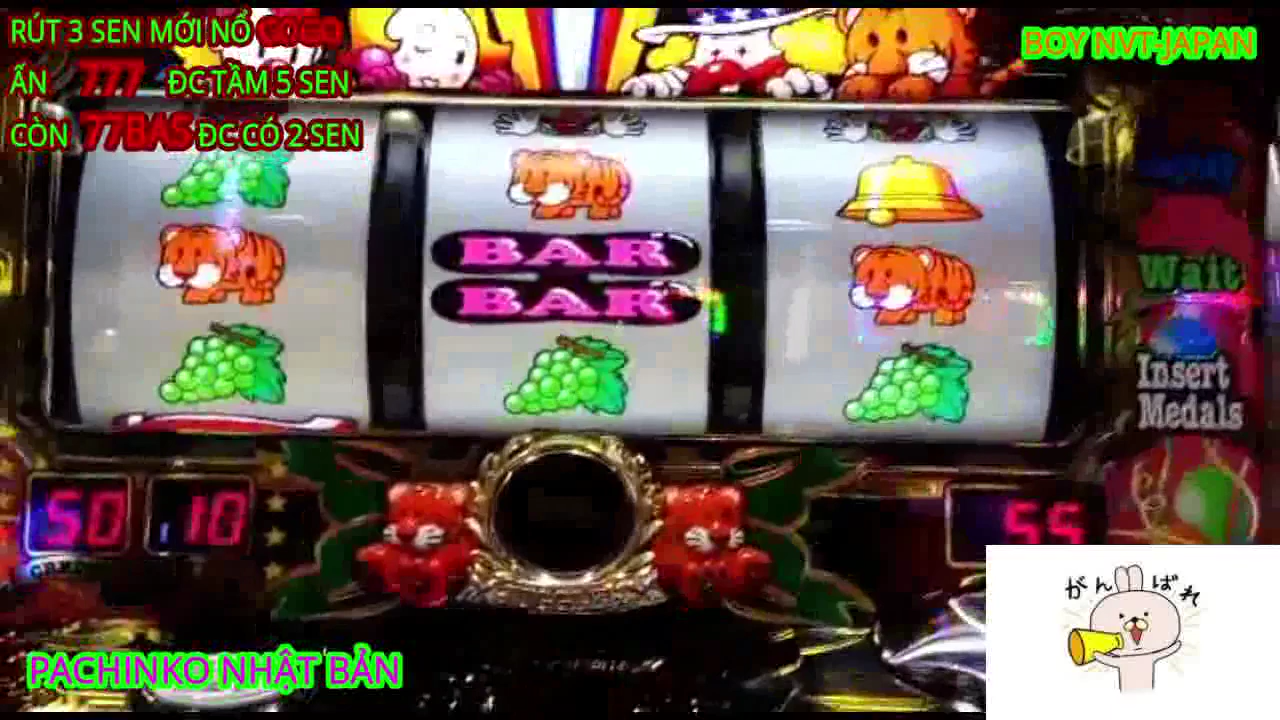 RÚT 3 SEN MỚI NỔ GOGO
ẤN 777 ĐC TẦM 5 SEN
CÒN 77BAS ĐC CÓ 2 SEN
BOY NVT-JAPAN
BAR
BAR
Wait
Insert
Medals
50 10
55
がんばれ
PACHINKO NHẬT BẢN